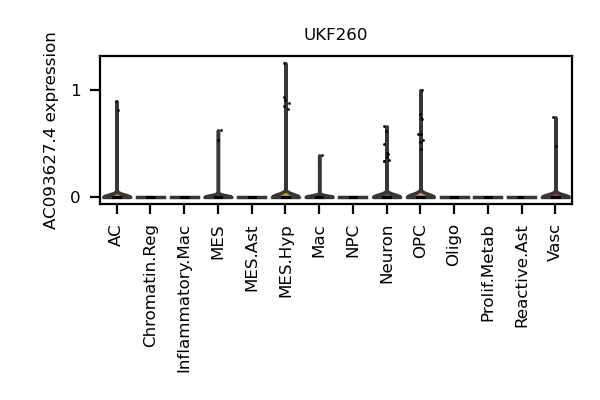 UKF260
AC093627.4 expression
1
0
AC
Chromatin.Reg
Inflammatory.Mac
MES
MES.Ast
MES.Hyp
Mac
NPC
Neuron
OPC
Oligo
Prolif.Metab
Reactive.Ast
Vasc